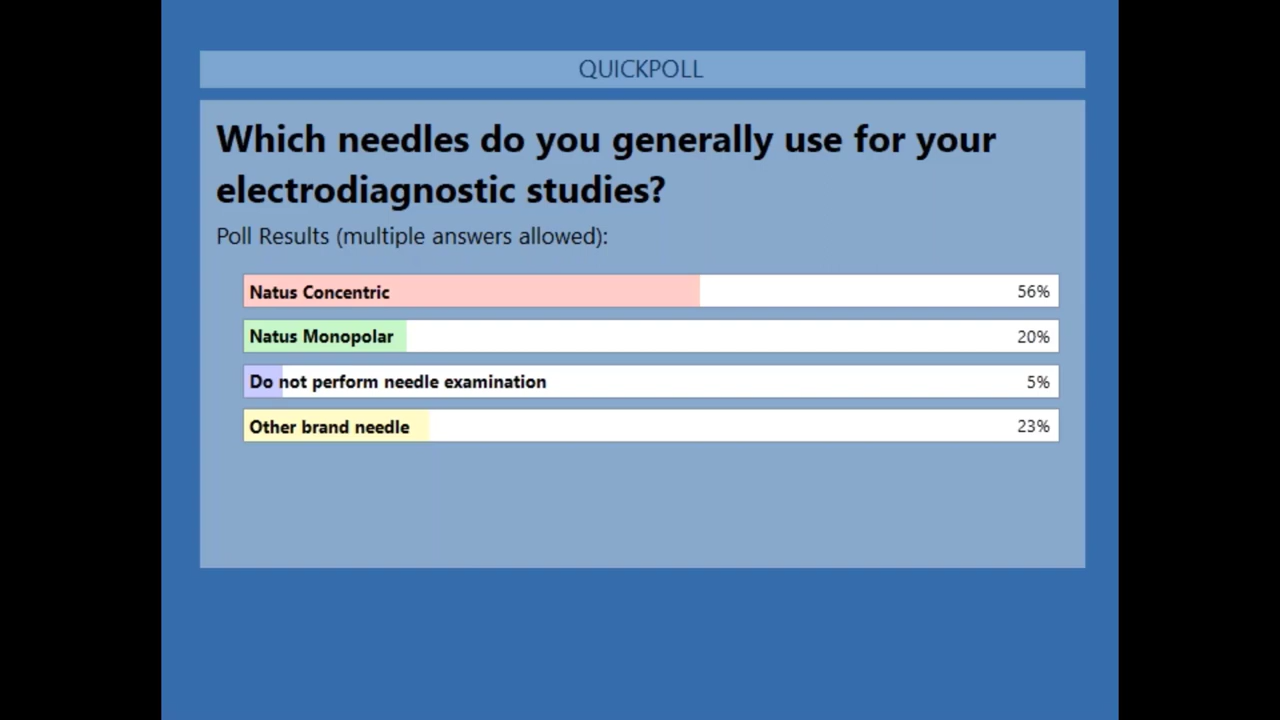 QUICKPOLL
Which needles do you generally use for your
electrodiagnostic studies?
Poll Results (multiple answers allowed):
Natus Concentric 56%
Natus Monopolar 20%
Do not perform needle examination 5%
Other brand needle 23%